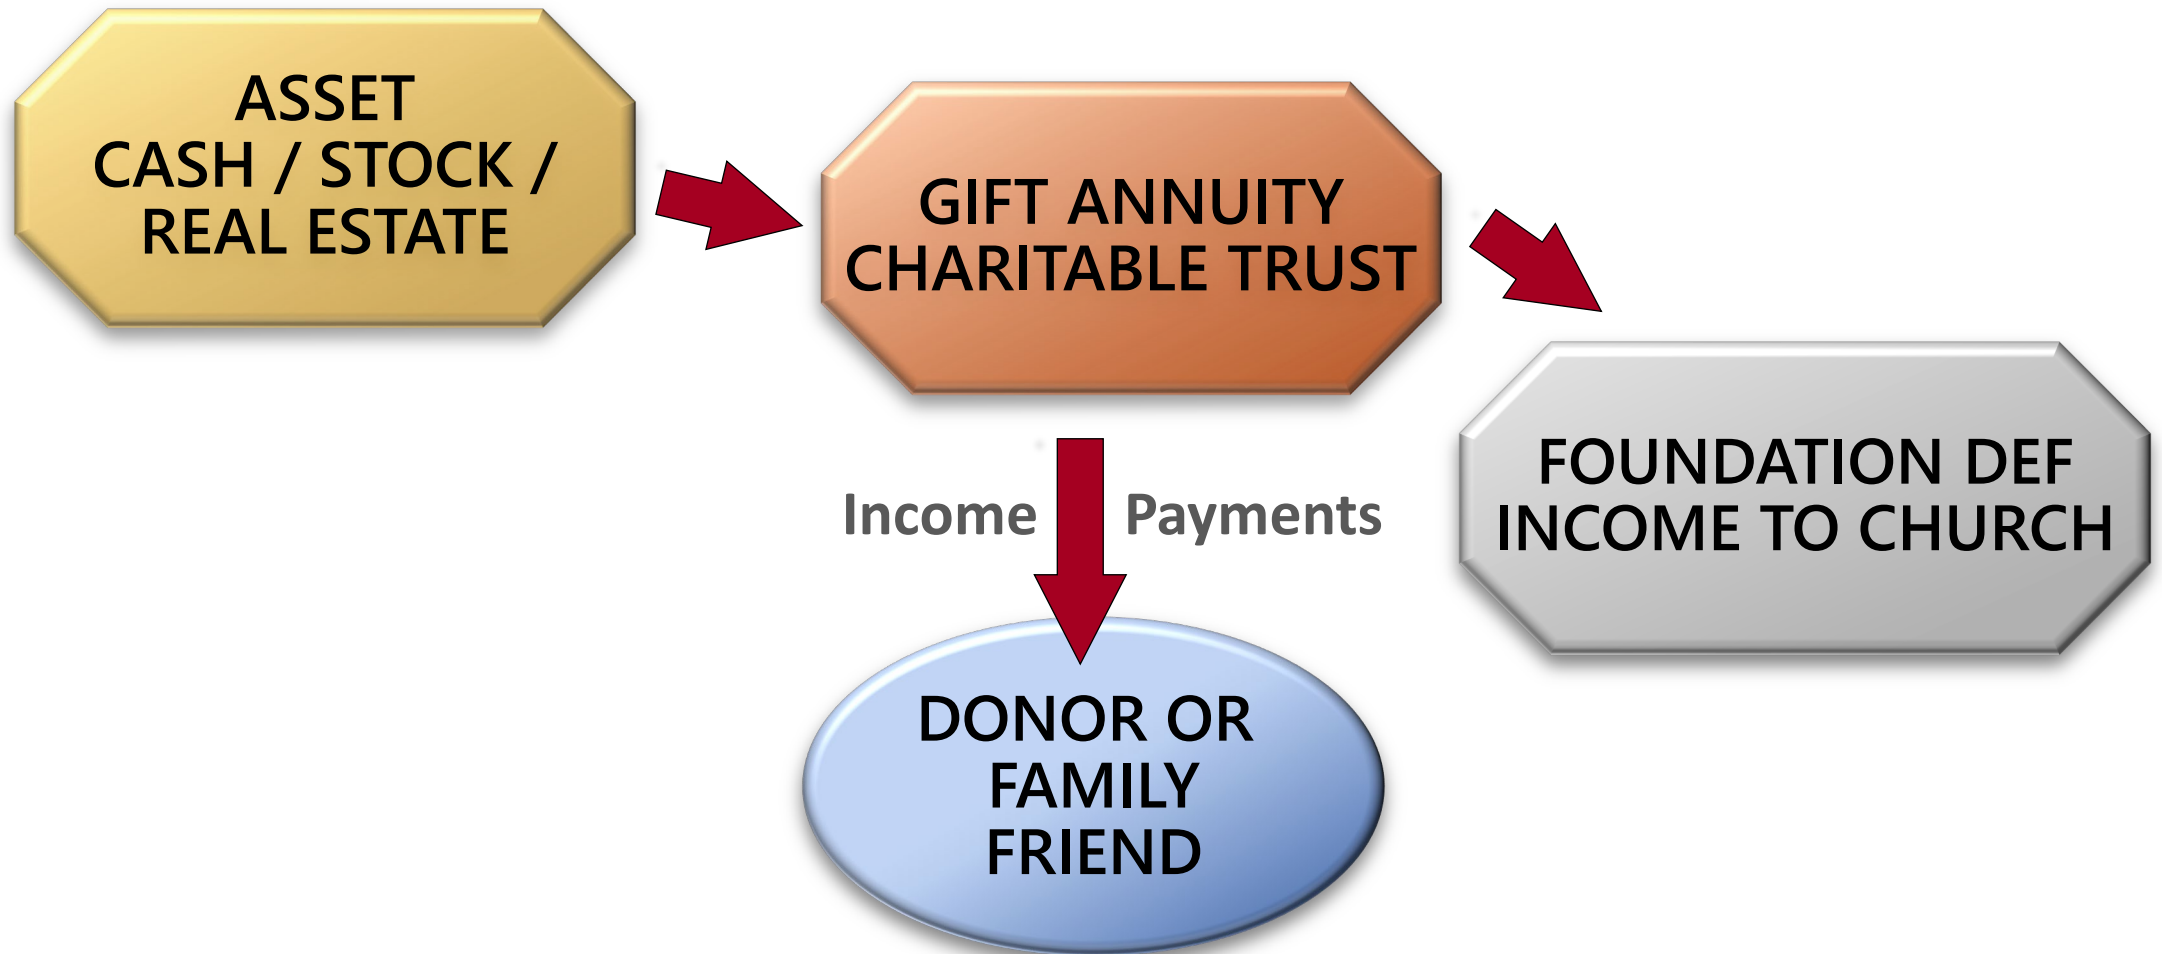 ASSET
CASH / STOCK /
REAL ESTATE
GIFT ANNUITY
CHARITABLE TRUST
FOUNDATION DEF
INCOME TO CHURCH
Income Payments
DONOR OR
FAMILY
FRIEND